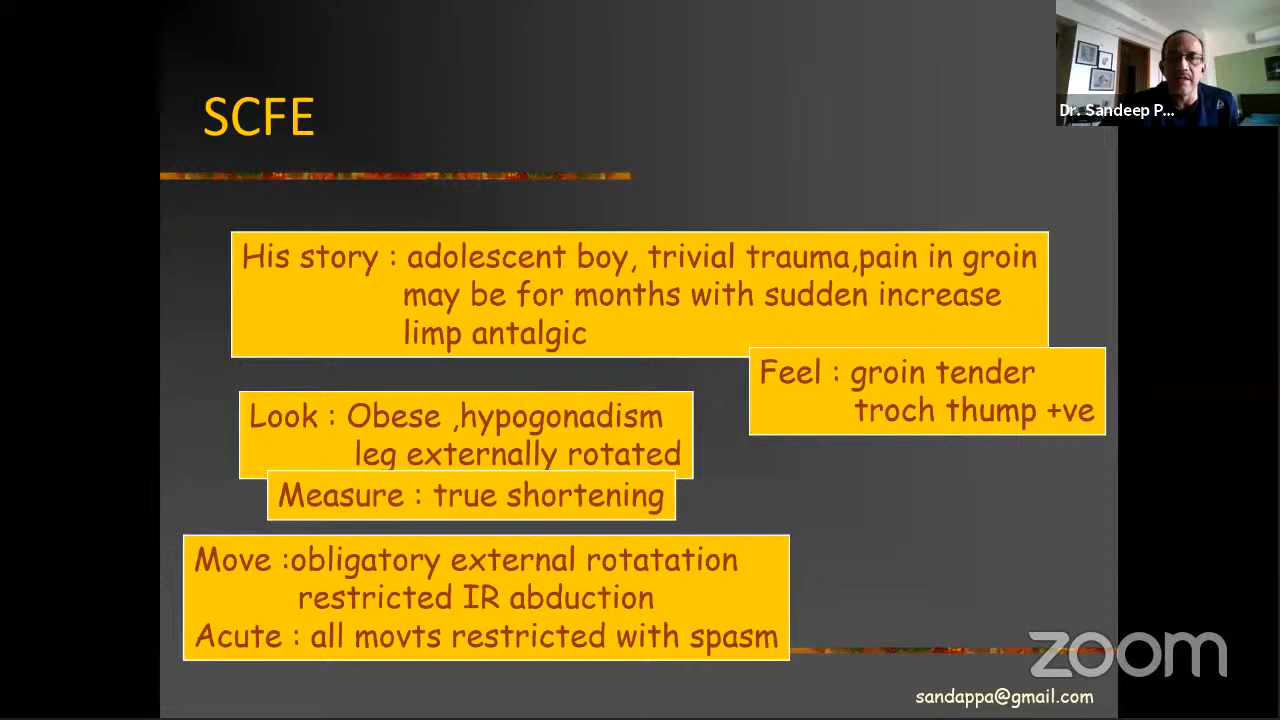 SCFE
Dr. Sandeep P...
His story : adolescent boy, trivial trauma,pain in groin
may be for months with sudden increase
limp antalgic
Feel : groin tender
troch thump +ve
Look : Obese ,hypogonadism
leg externally rotated
Measure : true shortening
Move :obligatory external rotatation
restricted IR abduction
Acute : all movts restricted with spasm
zoom
sandappa@gmail.com